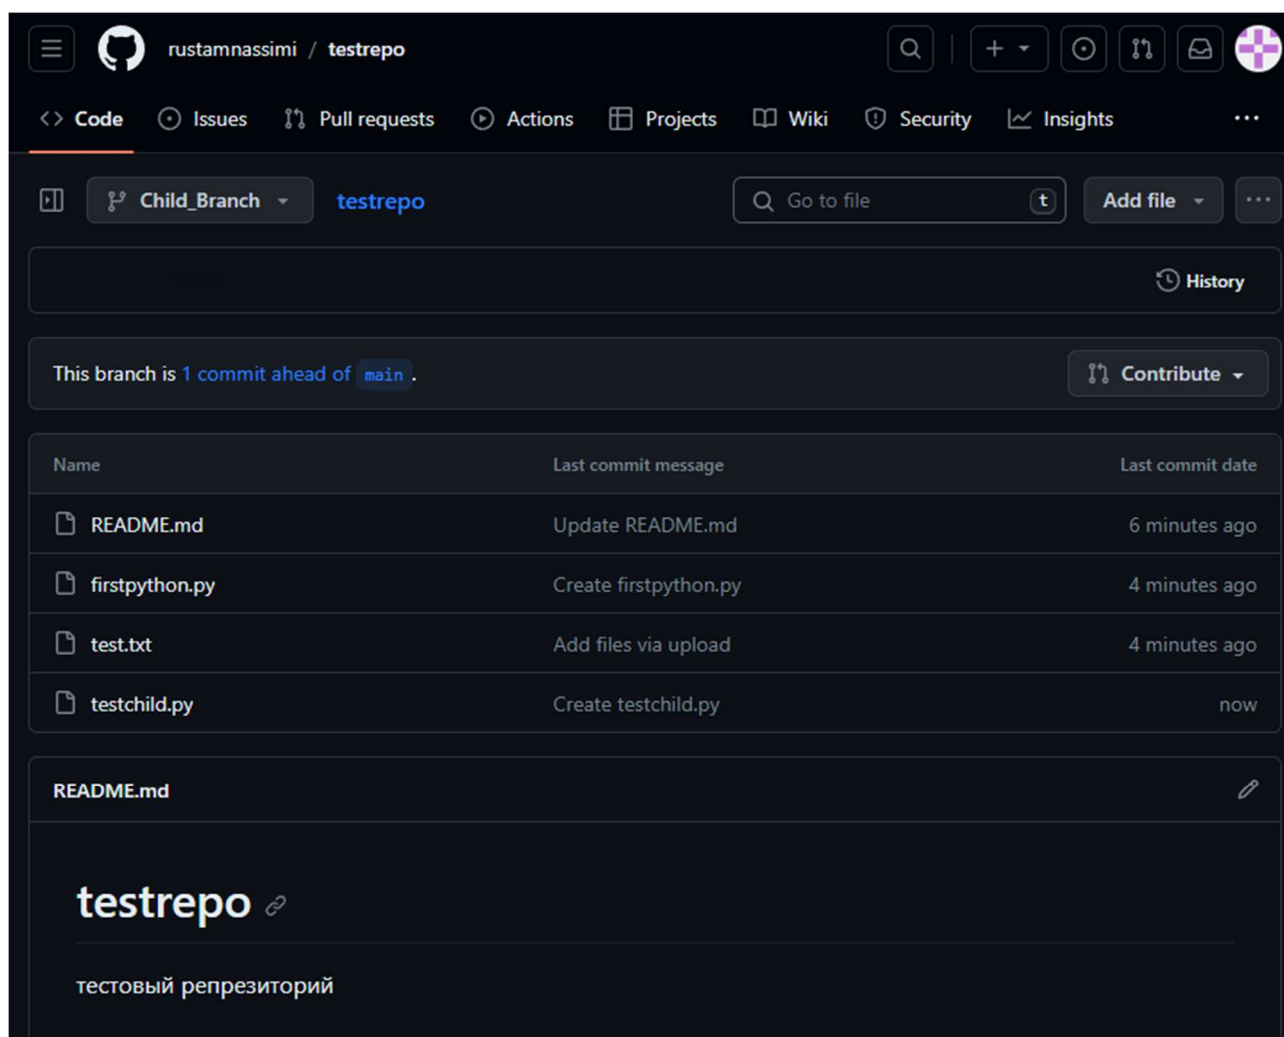 rustamnassimi / testrepo
Code Issues Pull requests Actions Projects Wiki Security Insights ...
Child_Branch testrepo Go to file t Add file ...
History
This branch is 1 commit ahead of main . Contribute
Name Last commit message Last commit date
README.md Update README.md 6 minutes ago
firstpython.py Create firstpython.py 4 minutes ago
test.txt Add files via upload 4 minutes ago
testchild.py Create testchild.py now
README.md
testrepo
тестовый репрезиторий